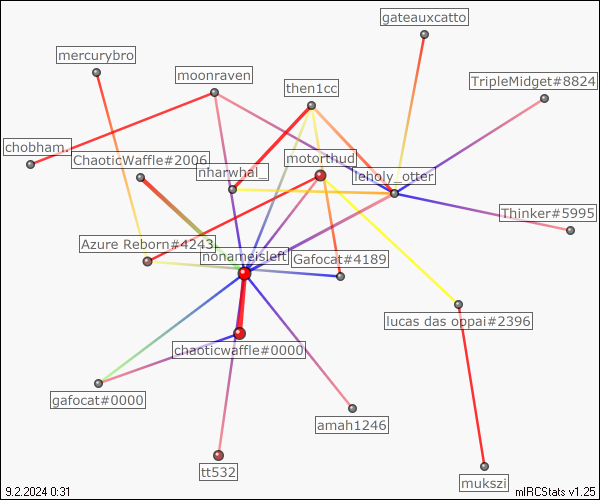 gateauxcatto
mercurybro
moonraven
TripleMidget#8824
then1cc
chobham.
ChaoticWaffle#2006
motorthud
nharwhal_
leholy_otter
Thinker#5995
Azure Reborn#4243
nonameisleft
Gafocat#4189
lucas das oppai#2396
chaoticwaffle#0000
gafocat#0000
amah1246
tt532
mukszi
9.2.2024 0:31
mIRCStats v1.25